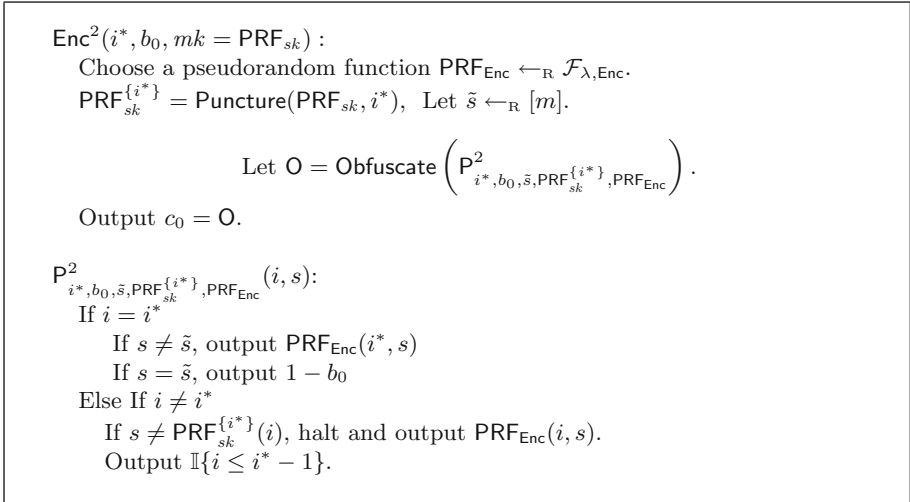 Enc²(i*, b₀, mk = PRF_sk) :
Choose a pseudorandom function PRF_Enc ←_R ℱ_{λ,Enc}.
PRF_sk^{i*} = Puncture(PRF_sk, i*), Let s̃ ←_R [m].
Let O = Obfuscate (P²_{i*,b₀,s̃,PRF_sk^{i*},PRF_Enc}).
Output c₀ = O.
P²_{i*,b₀,s̃,PRF_sk^{i*},PRF_Enc}(i, s):
If i = i*
If s ≠ s̃, output PRF_Enc(i*, s)
If s = s̃, output 1 − b₀
Else If i ≠ i*
If s ≠ PRF_sk^{i*}(i), halt and output PRF_Enc(i, s).
Output 𝕀{i ≤ i* − 1}.